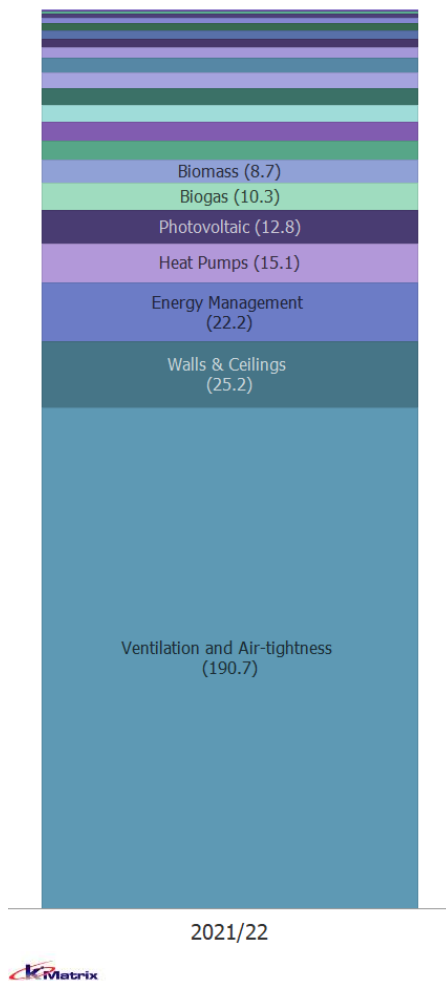 Biomass (8.7)
Biogas (10.3)
Photovoltaic (12.8)
Heat Pumps (15.1)
Energy Management
(22.2)
Walls & Ceilings
(25.2)
Ventilation and Air-tightness
(190.7)
2021/22
kMatrix